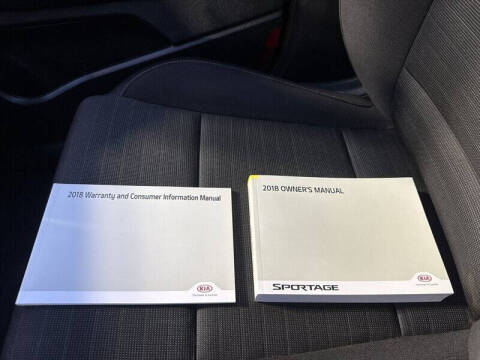 2018 Warranty and Consumer Information Manual
KIA
2018 OWNER'S MANUAL
SPORTAGE
KIA